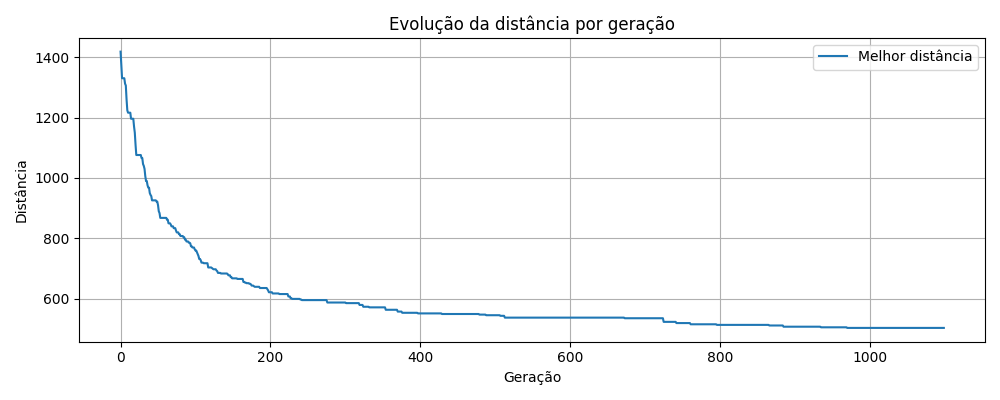 Evolução da distância por geração
Melhor distância
Distância
1400
1200
1000
800
600
0 200 400 600 800 1000
Geração